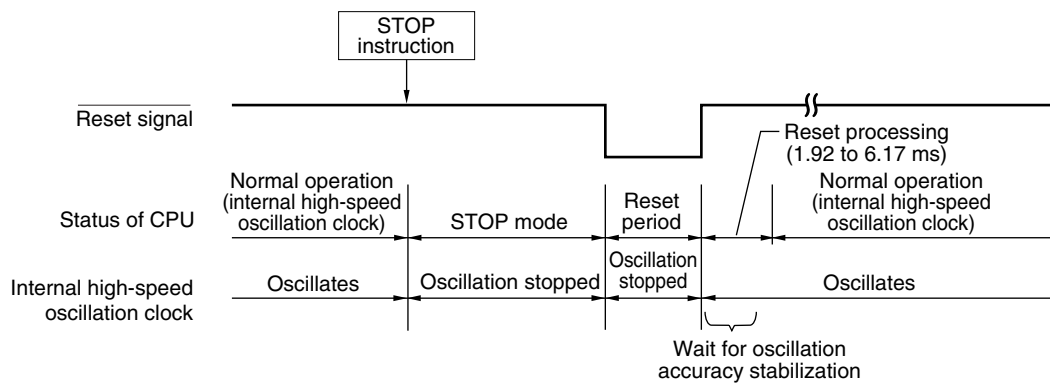 STOP
instruction
Reset signal
Reset processing
(1.92 to 6.17 ms)
Status of CPU
Normal operation
(internal high-speed
oscillation clock)
STOP mode
Reset
period
Normal operation
(internal high-speed
oscillation clock)
Internal high-speed
oscillation clock
Oscillates
Oscillation stopped
Oscillation
stopped
Oscillates
Wait for oscillation
accuracy stabilization